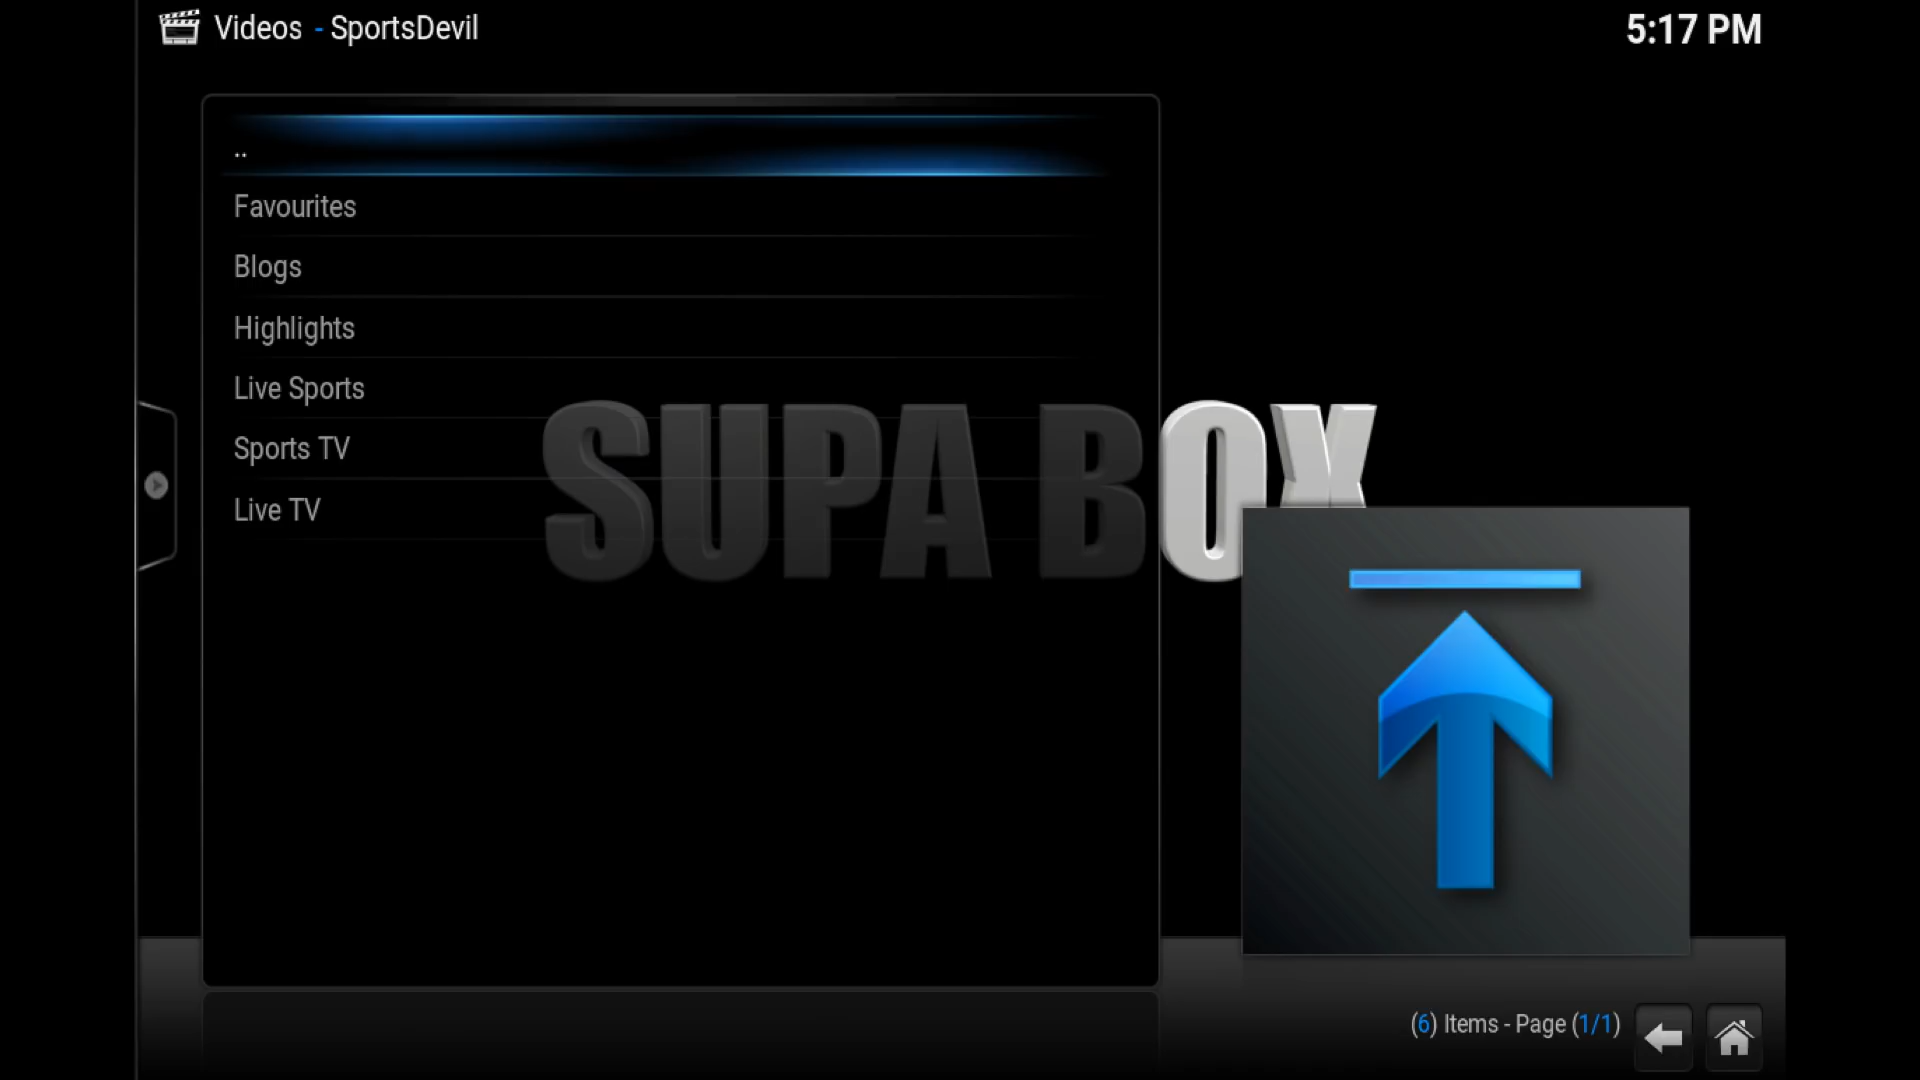 Videos - SportsDevil
5:17 PM
..
Favourites
Blogs
Highlights
Live Sports
Sports TV
Live TV
SUPA BOX
(6) Items - Page (1/1)